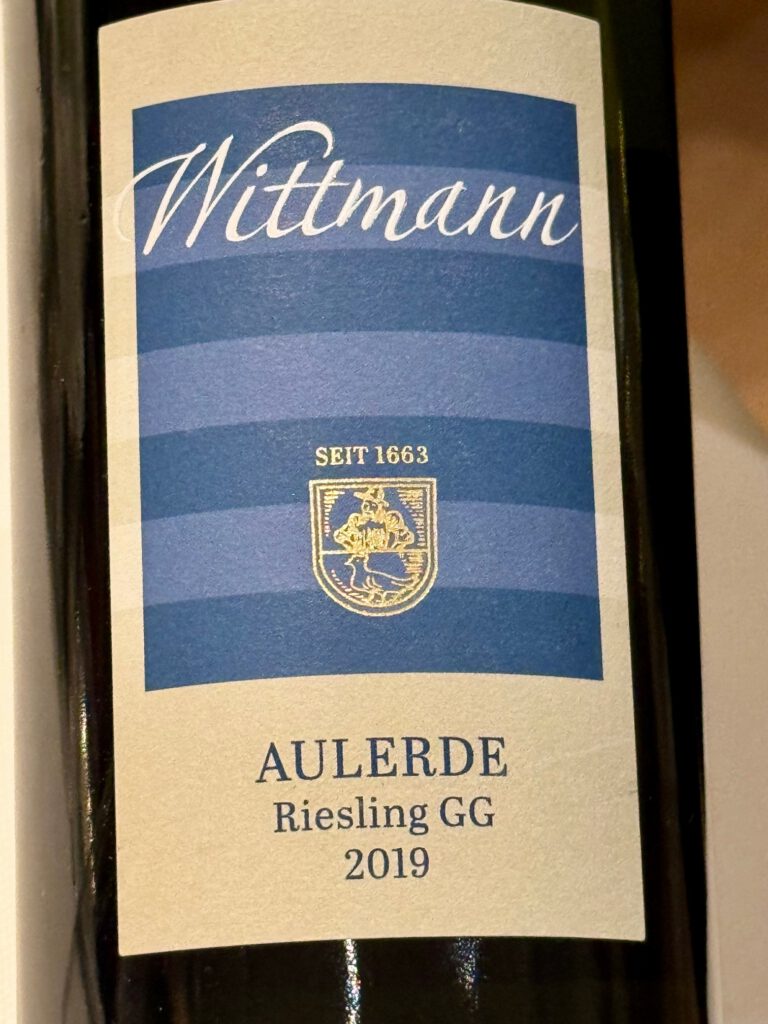 Wittmann
SEIT 1663
AULERDE
Riesling GG
2019